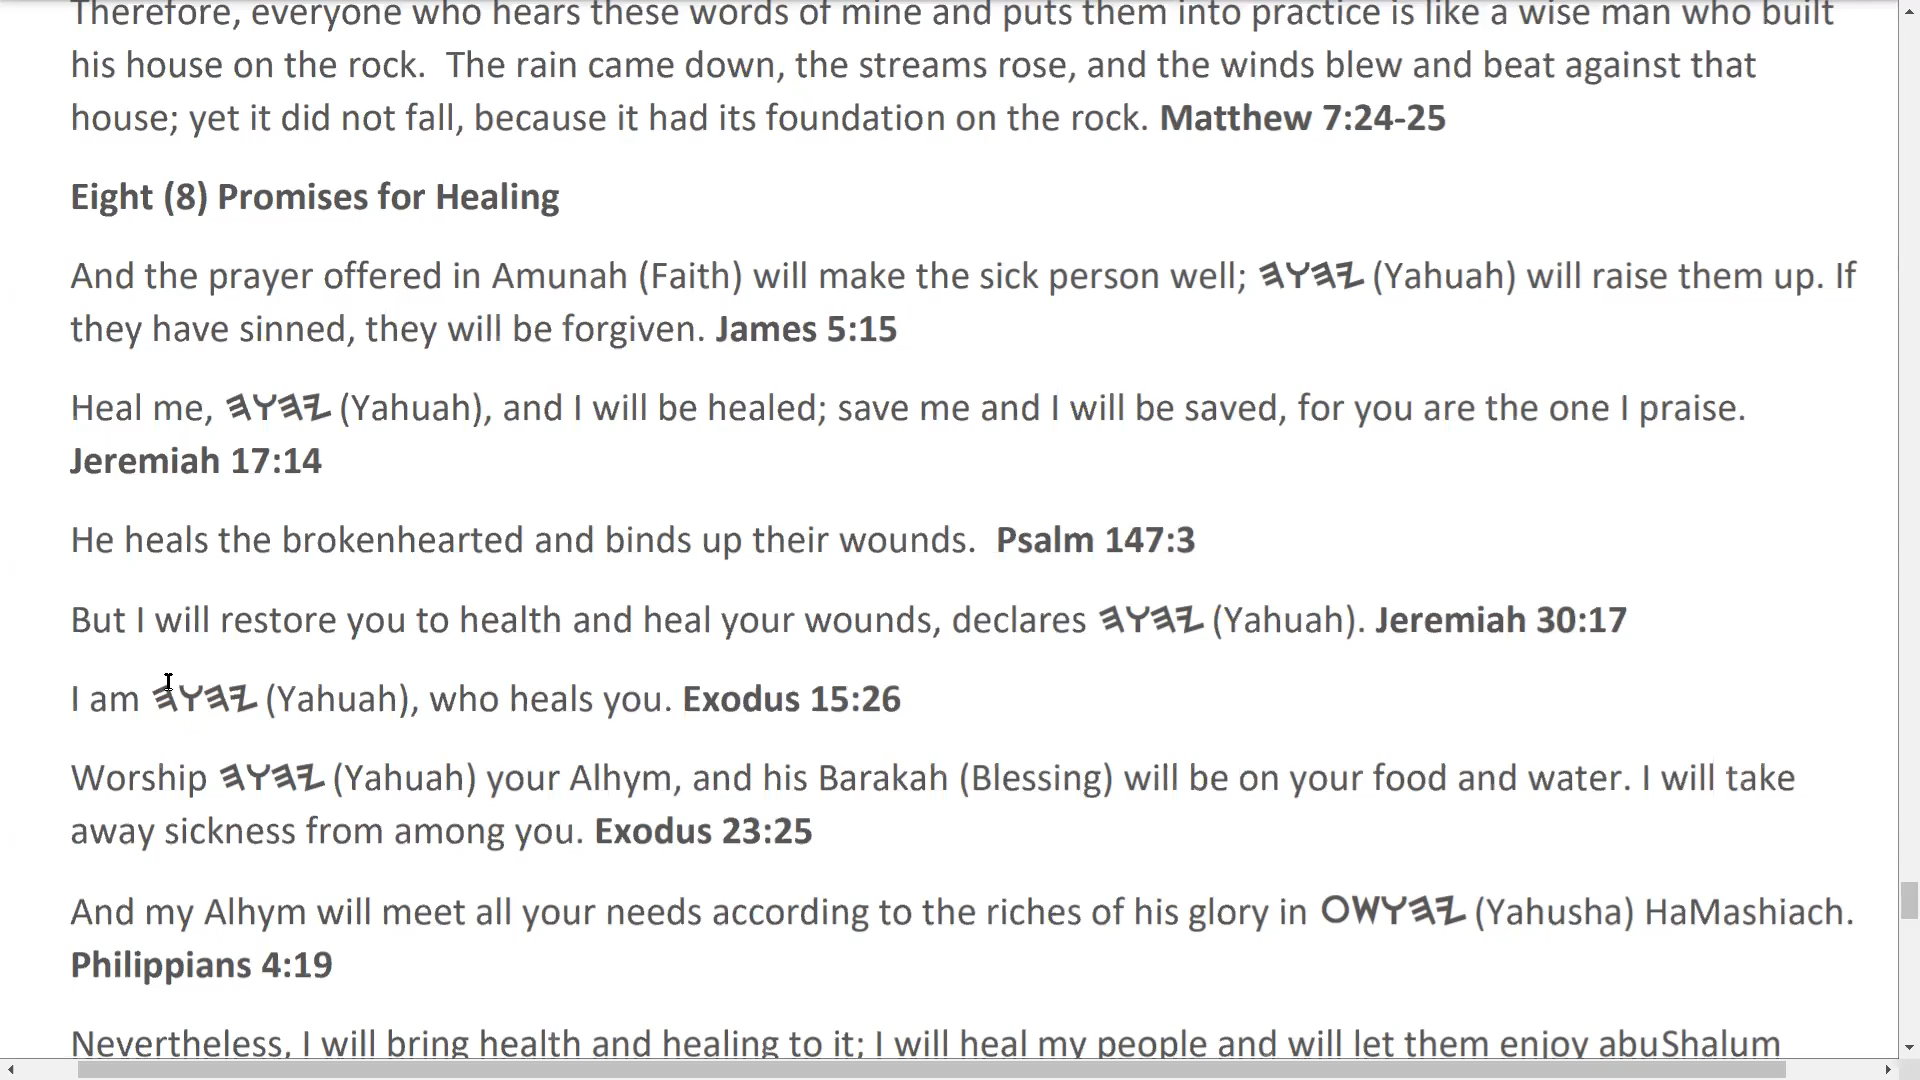 Therefore, everyone who hears these words of mine and puts them into practice is like a wise man who built
his house on the rock.  The rain came down, the streams rose, and the winds blew and beat against that
house; yet it did not fall, because it had its foundation on the rock. Matthew 7:24-25
Eight (8) Promises for Healing
And the prayer offered in Amunah (Faith) will make the sick person well; 𐤉𐤄𐤅𐤄 (Yahuah) will raise them up. If
they have sinned, they will be forgiven. James 5:15
Heal me, 𐤉𐤄𐤅𐤄 (Yahuah), and I will be healed; save me and I will be saved, for you are the one I praise.
Jeremiah 17:14
He heals the brokenhearted and binds up their wounds.  Psalm 147:3
But I will restore you to health and heal your wounds, declares 𐤉𐤄𐤅𐤄 (Yahuah). Jeremiah 30:17
I am 𐤉𐤄𐤅𐤄 (Yahuah), who heals you. Exodus 15:26
Worship 𐤉𐤄𐤅𐤄 (Yahuah) your Alhym, and his Barakah (Blessing) will be on your food and water. I will take
away sickness from among you. Exodus 23:25
And my Alhym will meet all your needs according to the riches of his glory in 𐤉𐤄𐤅𐤔𐤏 (Yahusha) HaMashiach.
Philippians 4:19
Nevertheless, I will bring health and healing to it; I will heal my people and will let them enjoy abuShalum